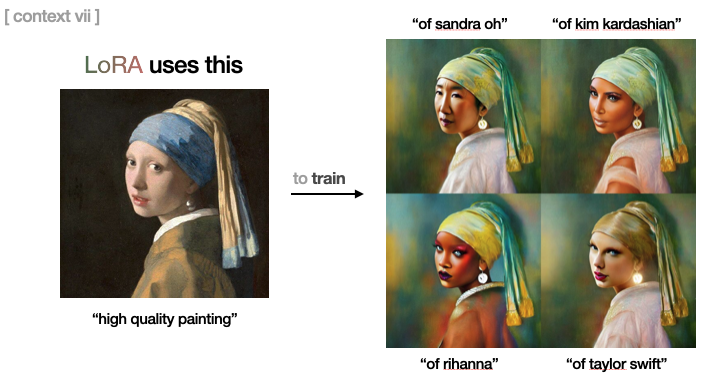 [ context vii ]
LoRA uses this
"high quality painting"
to train
“of sandra oh”
“of kim kardashian”
“of rihanna”
“of taylor swift”